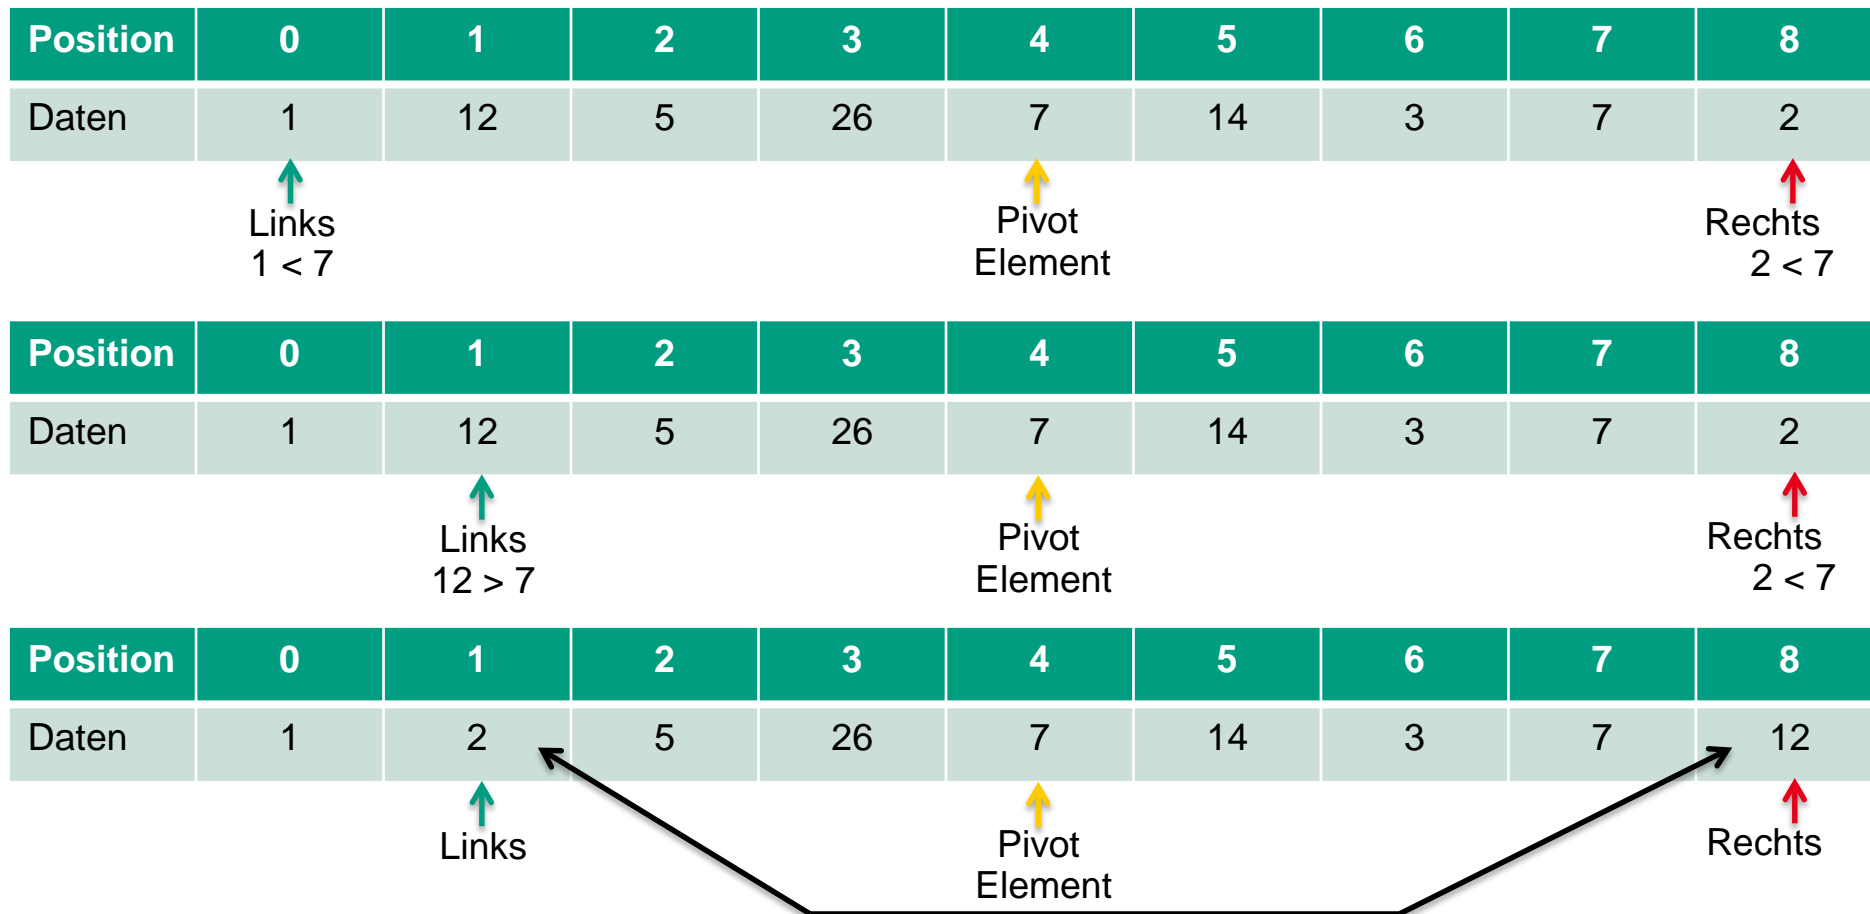 Position 0 1 2 3 4 5 6 7 8
Daten 1 12 5 26 7 14 3 7 2
Links Pivot Rechts
1 < 7 Element 2 < 7
Position 0 1 2 3 4 5 6 7 8
Daten 1 12 5 26 7 14 3 7 2
Links Pivot Rechts
12 > 7 Element 2 < 7
Position 0 1 2 3 4 5 6 7 8
Daten 1 2 5 26 7 14 3 7 12
Links Pivot Rechts
Element